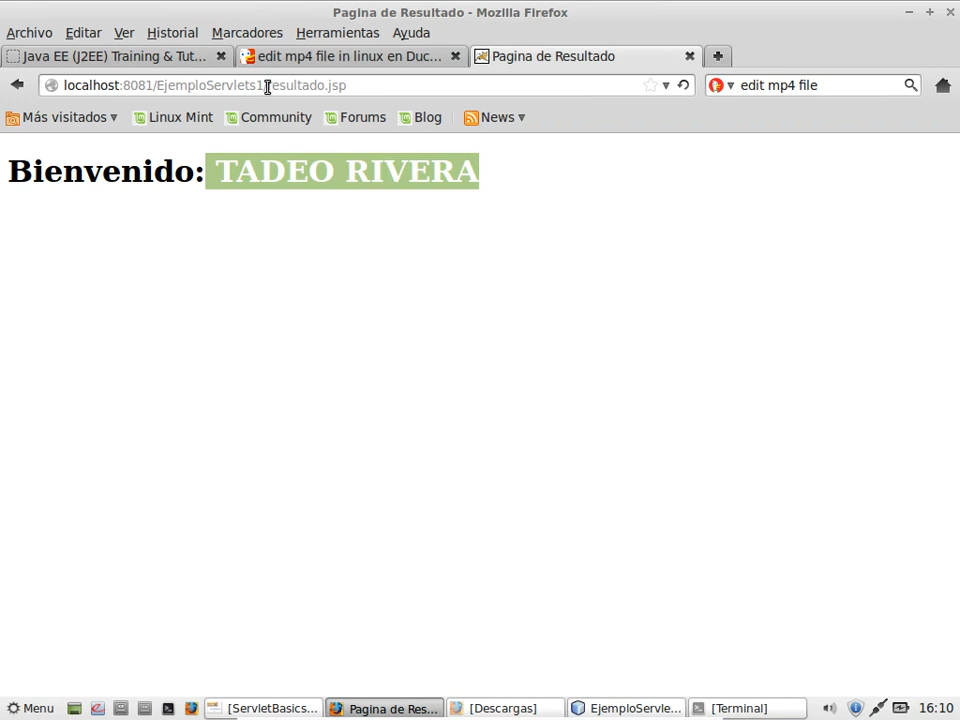 Pagina de Resultado - Mozilla Firefox
Archivo Editar Ver Historial Marcadores Herramientas Ayuda
Java EE (J2EE) Training & Tut... edit mp4 file in linux en Duc... Pagina de Resultado
localhost:8081/EjemploServlets1/resultado.jsp edit mp4 file
Más visitados Linux Mint Community Forums Blog News
Bienvenido: TADEO RIVERA
Menu [ServletBasics... Pagina de Res... [Descargas] EjemploServle... [Terminal] 16:10